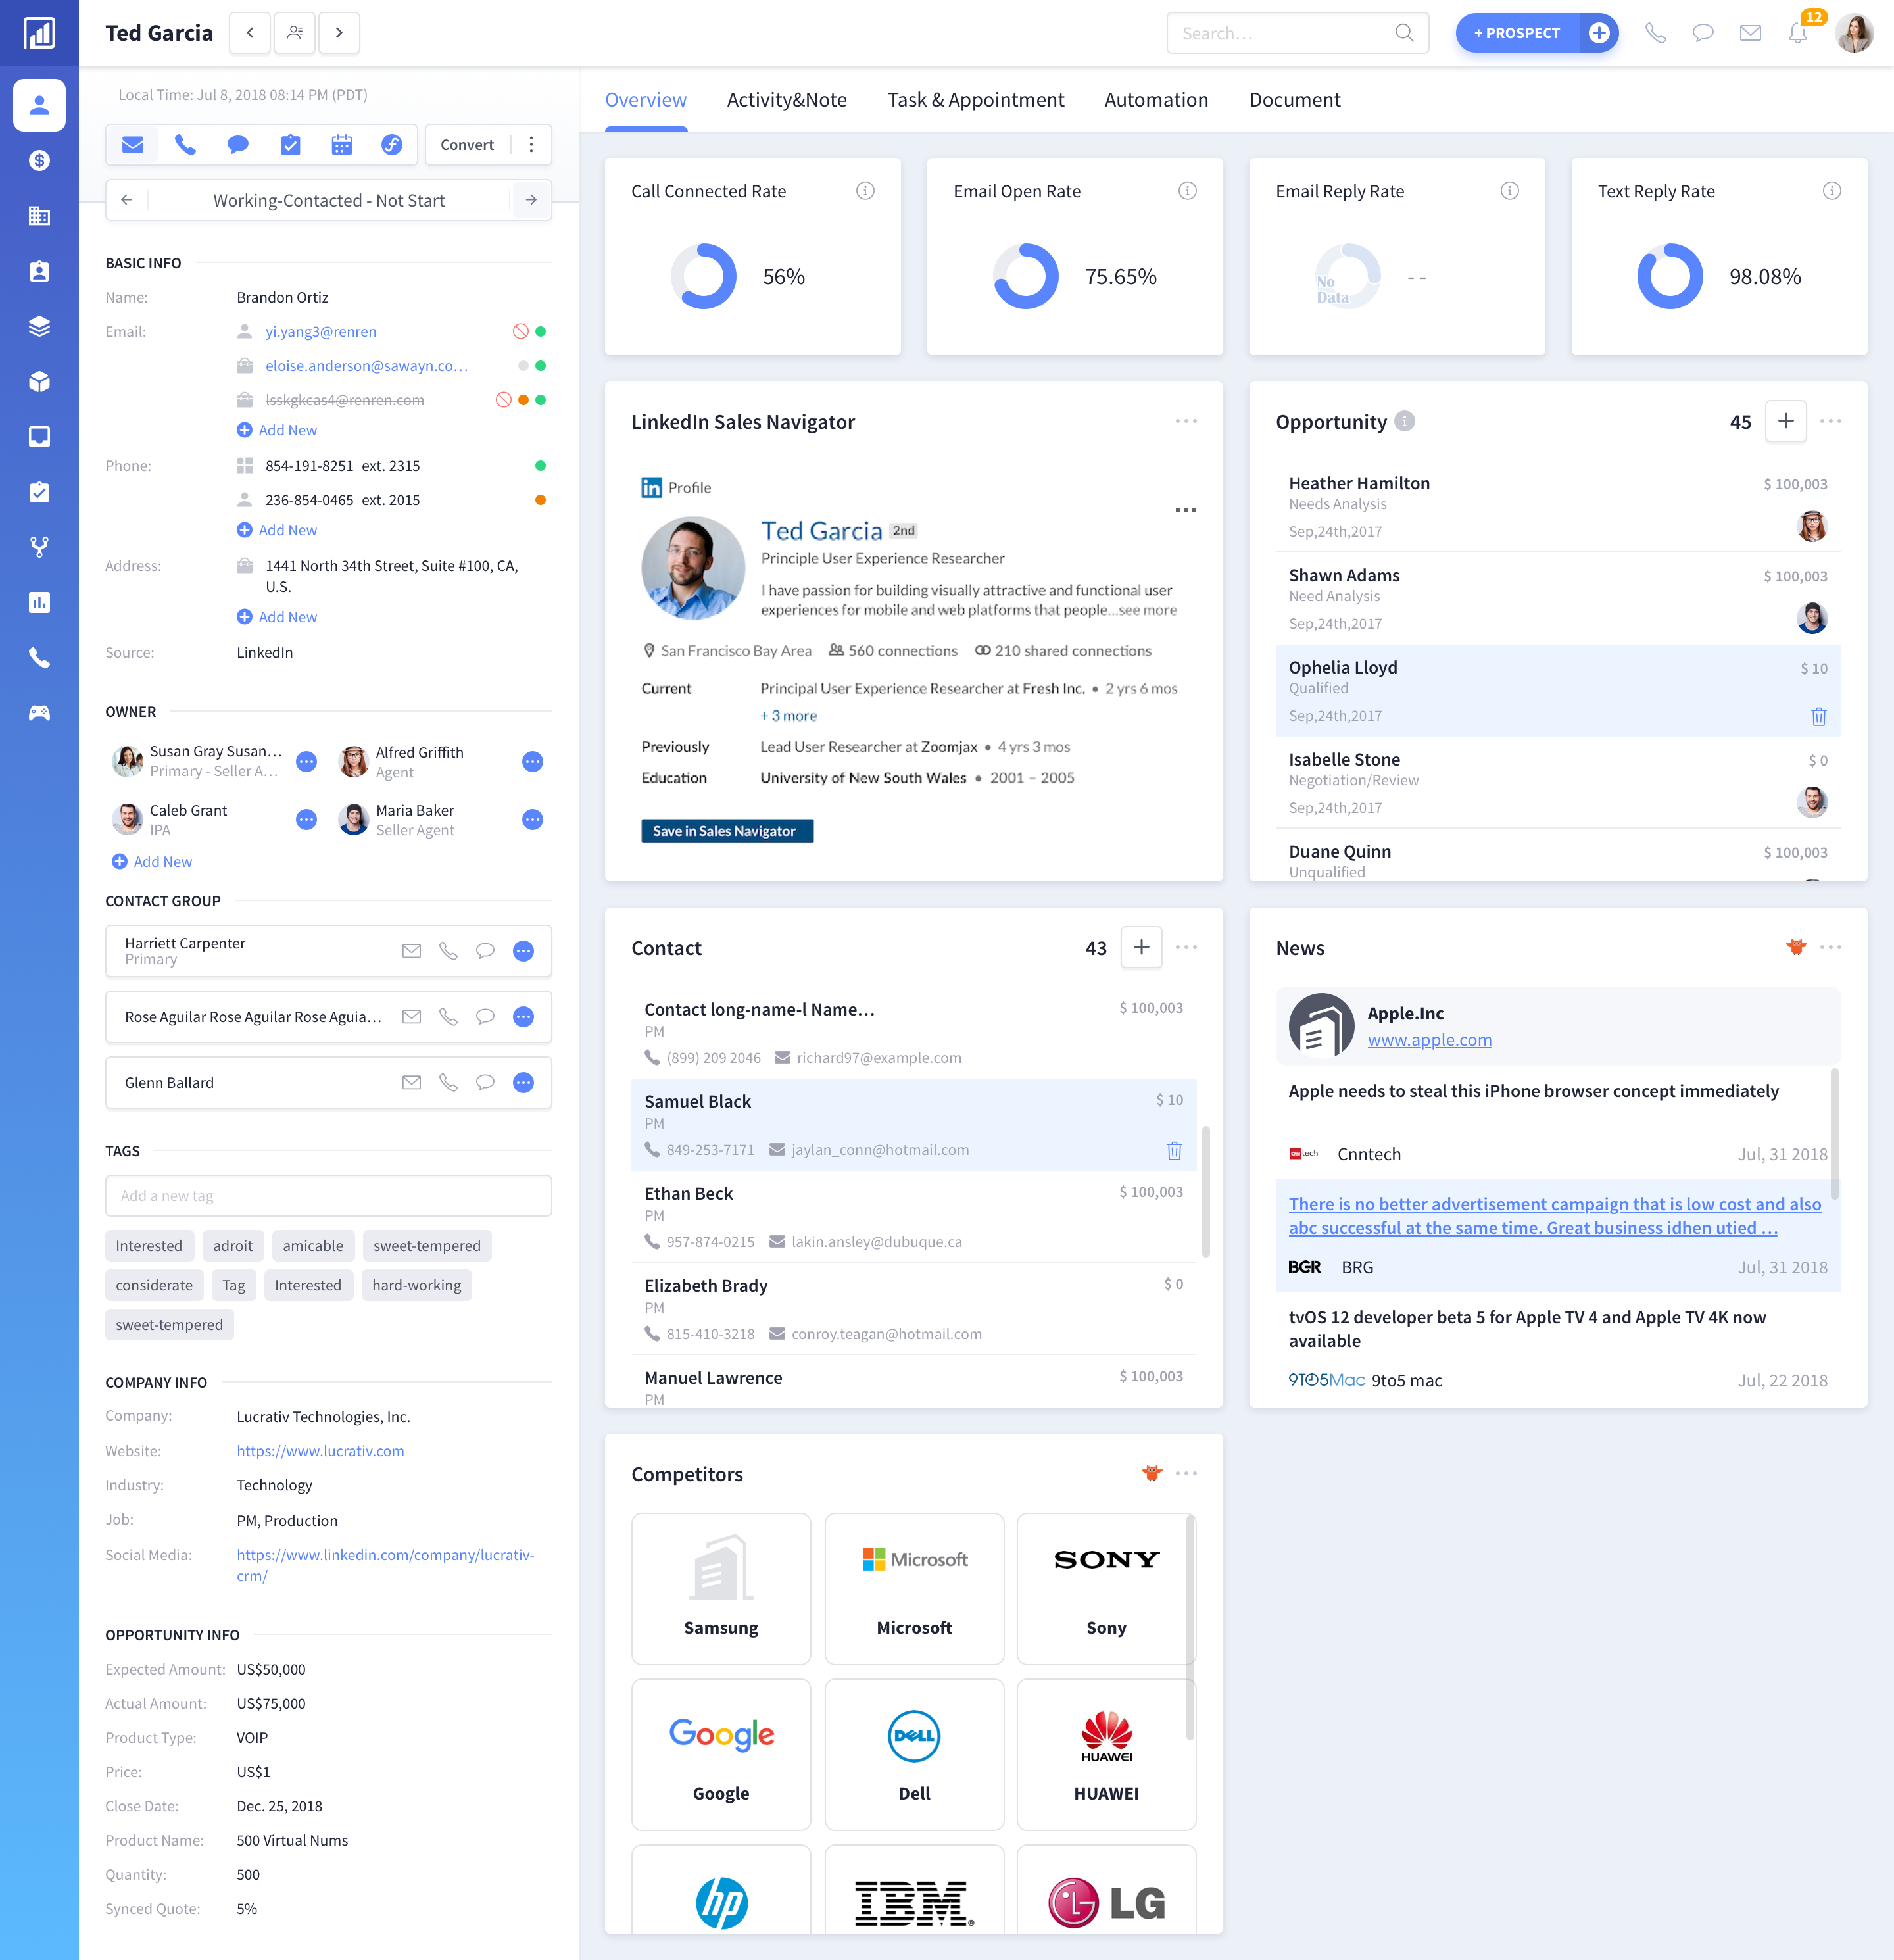 Ted Garcia
Search...
+ PROSPECT
12
Local Time: Jul 8, 2018 08:14 PM (PDT)
Convert
Working-Contacted - Not Start
BASIC INFO
Name: Brandon Ortiz
Email: yi.yang3@renren
eloise.anderson@sawayn.co...
lsskgkcas4@renren.com
Add New
Phone: 854-191-8251 ext. 2315
236-854-0465 ext. 2015
Add New
Address: 1441 North 34th Street, Suite #100, CA,
U.S.
Add New
Source: LinkedIn
OWNER
Susan Gray Susan...
Primary - Seller A...
Alfred Griffith
Agent
Caleb Grant
IPA
Maria Baker
Seller Agent
Add New
CONTACT GROUP
Harriett Carpenter
Primary
Rose Aguilar Rose Aguilar Rose Aguia...
Glenn Ballard
TAGS
Add a new tag
Interested adroit amicable sweet-tempered
considerate Tag Interested hard-working
sweet-tempered
COMPANY INFO
Company: Lucrativ Technologies, Inc.
Website: https://www.lucrativ.com
Industry: Technology
Job: PM, Production
Social Media: https://www.linkedin.com/company/lucrativ-
crm/
OPPORTUNITY INFO
Expected Amount: US$50,000
Actual Amount: US$75,000
Product Type: VOIP
Price: US$1
Close Date: Dec. 25, 2018
Product Name: 500 Virtual Nums
Quantity: 500
Synced Quote: 5%
Overview Activity&Note Task & Appointment Automation Document
Call Connected Rate
56%
Email Open Rate
75.65%
Email Reply Rate
No
Data
- -
Text Reply Rate
98.08%
LinkedIn Sales Navigator
in Profile
Ted Garcia 2nd
Principle User Experience Researcher
I have passion for building visually attractive and functional user
experiences for mobile and web platforms that people...see more
San Francisco Bay Area 560 connections 210 shared connections
Current Principal User Experience Researcher at Fresh Inc. • 2 yrs 6 mos
+ 3 more
Previously Lead User Researcher at Zoomjax • 4 yrs 3 mos
Education University of New South Wales • 2001 – 2005
Save in Sales Navigator
Opportunity 45
Heather Hamilton $ 100,003
Needs Analysis
Sep,24th,2017
Shawn Adams $ 100,003
Need Analysis
Sep,24th,2017
Ophelia Lloyd $ 10
Qualified
Sep,24th,2017
Isabelle Stone $ 0
Negotiation/Review
Sep,24th,2017
Duane Quinn $ 100,003
Unqualified
Contact 43
Contact long-name-l Name... $ 100,003
PM
(899) 209 2046 richard97@example.com
Samuel Black $ 10
PM
849-253-7171 jaylan_conn@hotmail.com
Ethan Beck $ 100,003
PM
957-874-0215 lakin.ansley@dubuque.ca
Elizabeth Brady $ 0
PM
815-410-3218 conroy.teagan@hotmail.com
Manuel Lawrence $ 100,003
PM
News
Apple.Inc
www.apple.com
Apple needs to steal this iPhone browser concept immediately
CNN tech Cnntech Jul, 31 2018
There is no better advertisement campaign that is low cost and also
abc successful at the same time. Great business idhen utied ...
BGR BRG Jul, 31 2018
tvOS 12 developer beta 5 for Apple TV 4 and Apple TV 4K now
available
9TO5Mac 9to5 mac Jul, 22 2018
Competitors
Samsung
Microsoft
Microsoft
SONY
Sony
Google
Google
DELL
Dell
HUAWEI
HUAWEI
hp
IBM®
LG